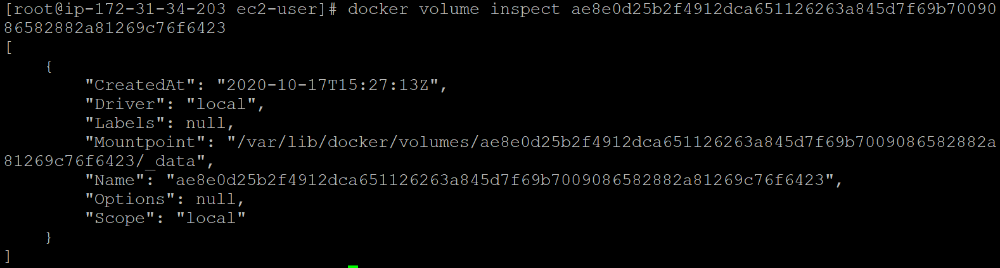 [root@ip-172-31-34-203 ec2-user]# docker volume inspect ae8e0d25b2f4912dca651126263a845d7f69b70090
86582882a81269c76f6423
[
    {
        "CreatedAt": "2020-10-17T15:27:13Z",
        "Driver": "local",
        "Labels": null,
        "Mountpoint": "/var/lib/docker/volumes/ae8e0d25b2f4912dca651126263a845d7f69b7009086582882a
81269c76f6423/_data",
        "Name": "ae8e0d25b2f4912dca651126263a845d7f69b7009086582882a81269c76f6423",
        "Options": null,
        "Scope": "local"
    }
]